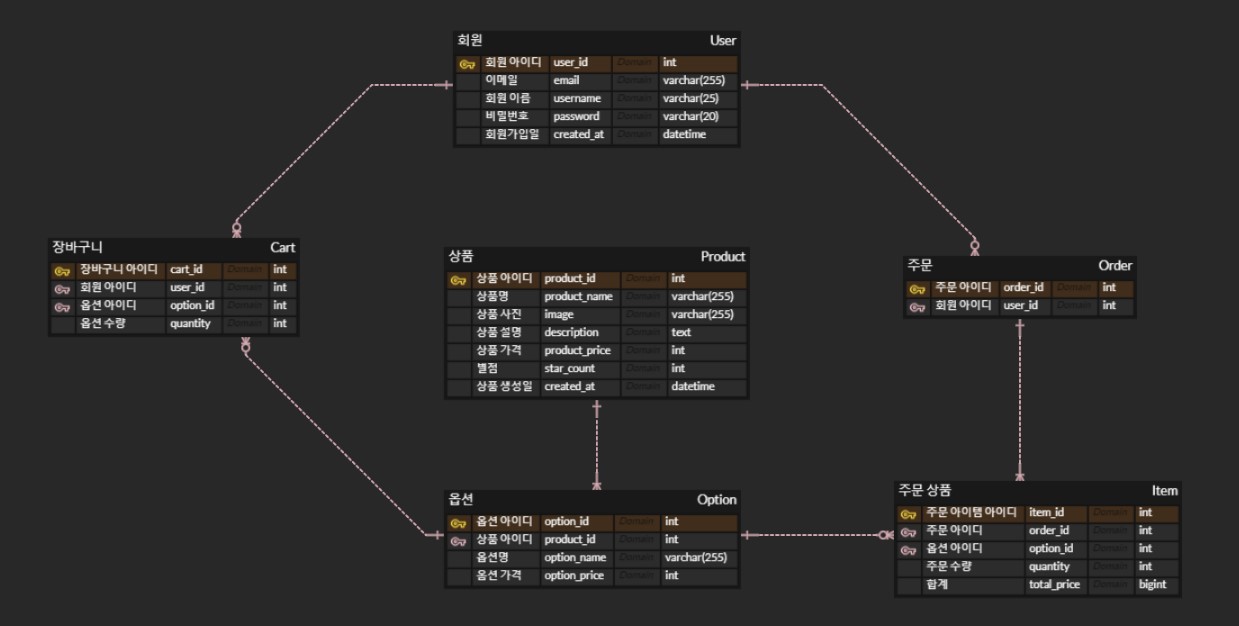 회원 User
회원 아이디 user_id Domain int
이메일 email Domain varchar(255)
회원 이름 username Domain varchar(25)
비밀번호 password Domain varchar(20)
회원가입일 created_at Domain datetime
장바구니 Cart
장바구니 아이디 cart_id Domain int
회원 아이디 user_id Domain int
옵션 아이디 option_id Domain int
옵션 수량 quantity Domain int
상품 Product
상품 아이디 product_id Domain int
상품명 product_name Domain varchar(255)
상품 사진 image Domain varchar(255)
상품 설명 description Domain text
상품 가격 product_price Domain int
별점 star_count Domain int
상품 생성일 created_at Domain datetime
주문 Order
주문 아이디 order_id Domain int
회원 아이디 user_id Domain int
옵션 Option
옵션 아이디 option_id Domain int
상품 아이디 product_id Domain int
옵션명 option_name Domain varchar(255)
옵션 가격 option_price Domain int
주문 상품 Item
주문 아이템 아이디 item_id Domain int
주문 아이디 order_id Domain int
옵션 아이디 option_id Domain int
주문 수량 quantity Domain int
합계 total_price Domain bigint